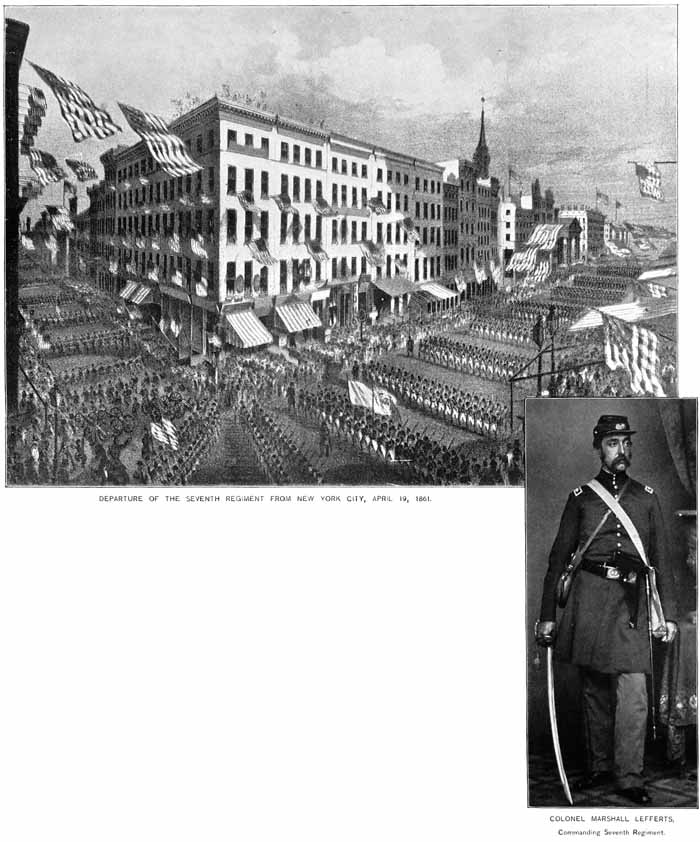 DEPARTURE OF THE SEVENTH REGIMENT FROM NEW YORK CITY, APRIL 19, 1861.
COLONEL MARSHALL LEFFERTS,
Commanding Seventh Regiment.